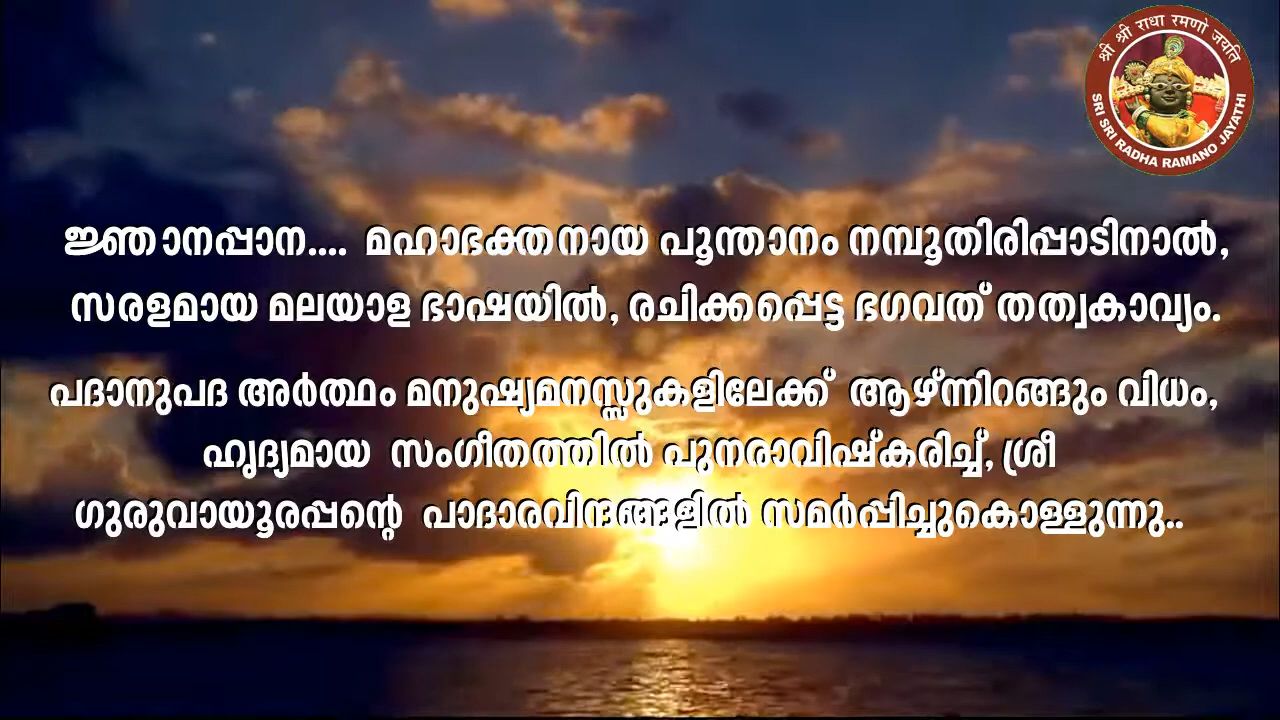 श्री श्री राधा रमणो जयति
SRI SRI RADHA RAMANO JAYATHI
ജ്ഞാനപ്പാന.... മഹാഭക്തനായ പൂന്താനം നമ്പൂതിരിപ്പാടിനാൽ,
സരളമായ മലയാള ഭാഷയിൽ, രചിക്കപ്പെട്ട ഭഗവത് തത്വകാവ്യം.
പദാനുപദ അർത്ഥം മനുഷ്യമനസ്സുകളിലേക്ക് ആഴ്ന്നിറങ്ങും വിധം,
ഹൃദ്യമായ സംഗീതത്തിൽ പുനരാവിഷ്കരിച്ച്, ശ്രീ
ഗുരുവായൂരപ്പന്റെ പാദാരവിന്ദങ്ങളിൽ സമർപ്പിച്ചുകൊള്ളുന്നു..